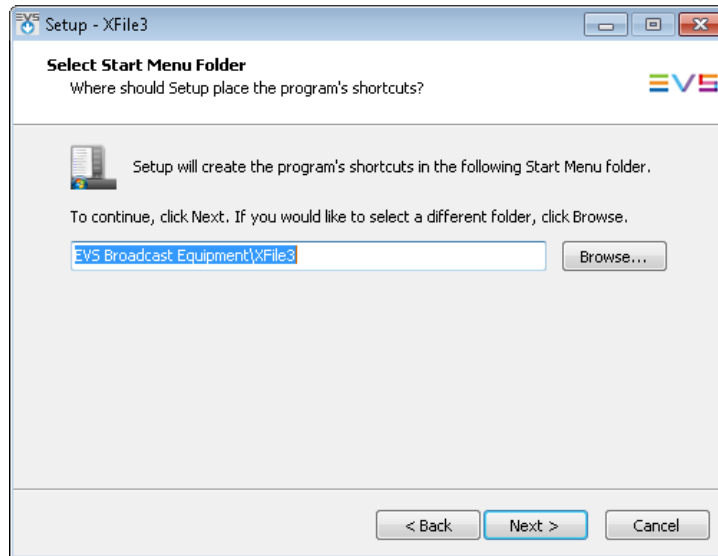 EVS Setup - XFile3
Select Start Menu Folder
Where should Setup place the program's shortcuts?
EVS
Setup will create the program's shortcuts in the following Start Menu folder.
To continue, click Next. If you would like to select a different folder, click Browse.
EVS Broadcast Equipment\XFile3
Browse...
< Back
Next >
Cancel